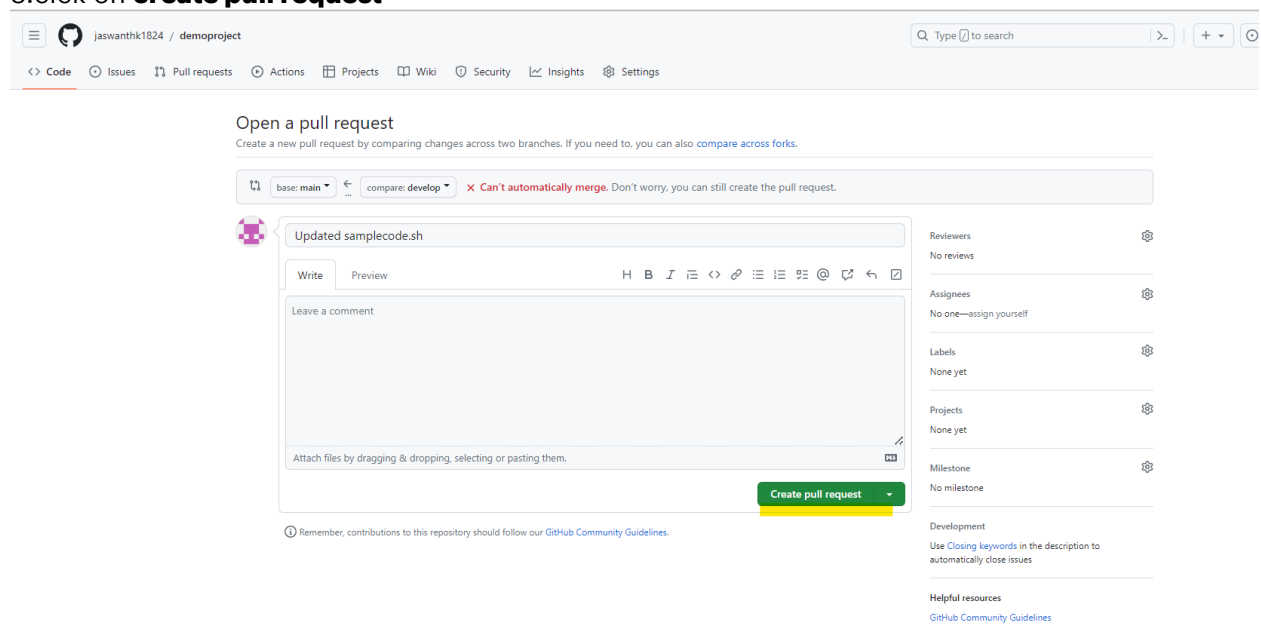 click on create pull request
jaswanthk1824 / demoproject
Type / to search
<> Code Issues Pull requests Actions Projects Wiki Security Insights Settings
Open a pull request
Create a new pull request by comparing changes across two branches. If you need to, you can also compare across forks.
base: main ← compare: develop × Can't automatically merge. Don't worry, you can still create the pull request.
Updated samplecode.sh
Write Preview
Leave a comment
Attach files by dragging & dropping, selecting or pasting them.
Create pull request
Remember, contributions to this repository should follow our GitHub Community Guidelines.
Reviewers
No reviews
Assignees
No one—assign yourself
Labels
None yet
Projects
None yet
Milestone
No milestone
Development
Use Closing keywords in the description to
automatically close issues
Helpful resources
GitHub Community Guidelines